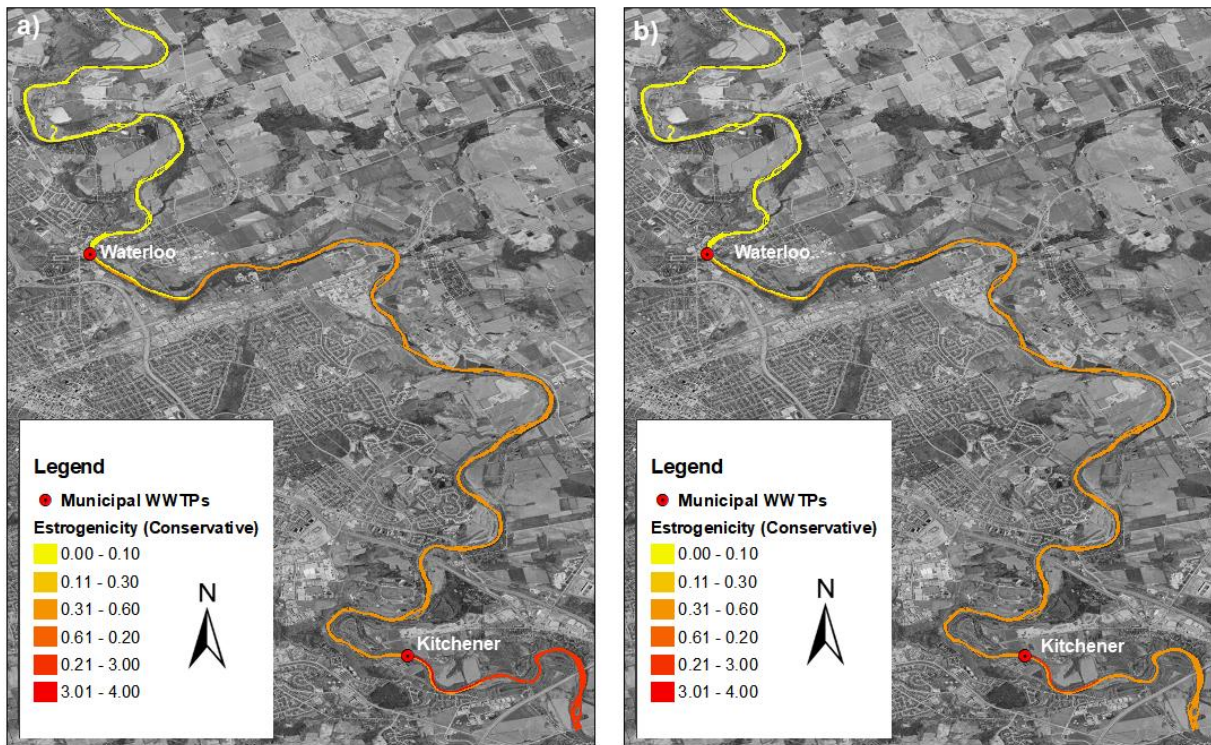 a)
Waterloo
Legend
Municipal WWTPs
Estrogenicity (Conservative)
0.00 - 0.10
0.11 - 0.30
0.31 - 0.60
0.61 - 0.20
0.21 - 3.00
3.01 - 4.00
N
Kitchener
b)
Waterloo
Legend
Municipal WWTPs
Estrogenicity (Conservative)
0.00 - 0.10
0.11 - 0.30
0.31 - 0.60
0.61 - 0.20
0.21 - 3.00
3.01 - 4.00
N
Kitchener